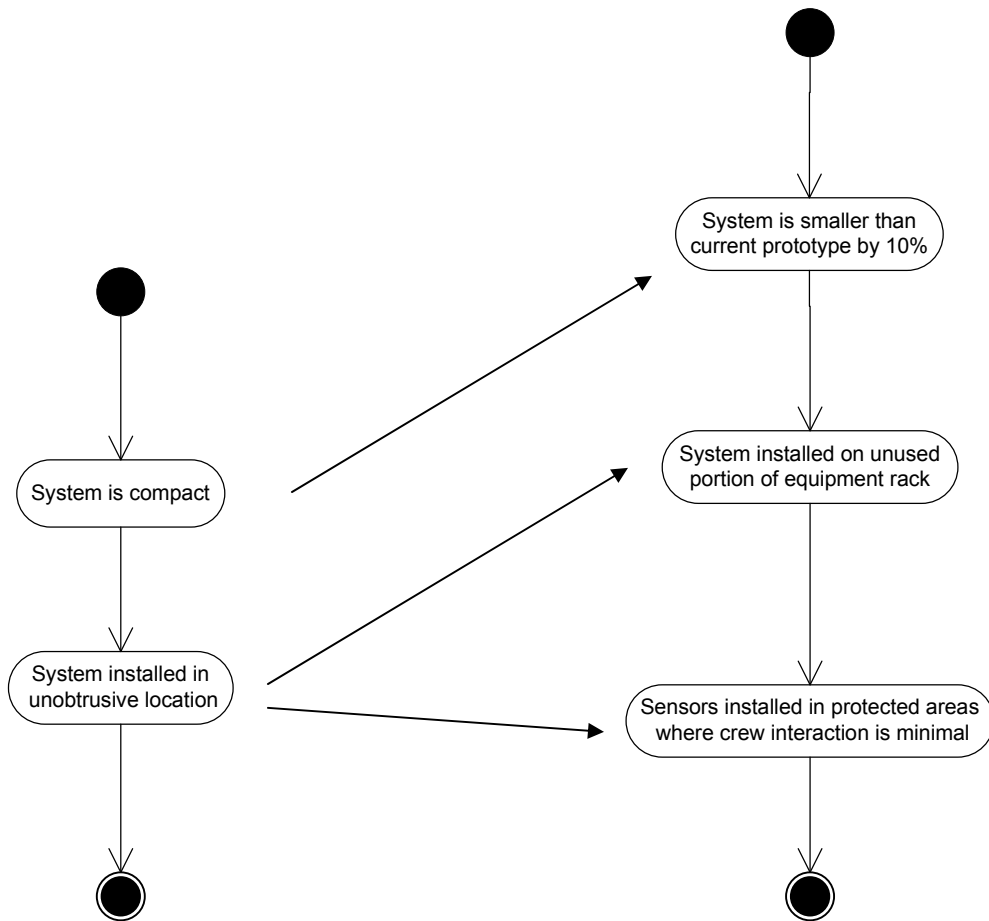 System is smaller than
current prototype by 10%
System is compact
System installed on unused
portion of equipment rack
System installed in
unobtrusive location
Sensors installed in protected areas
where crew interaction is minimal